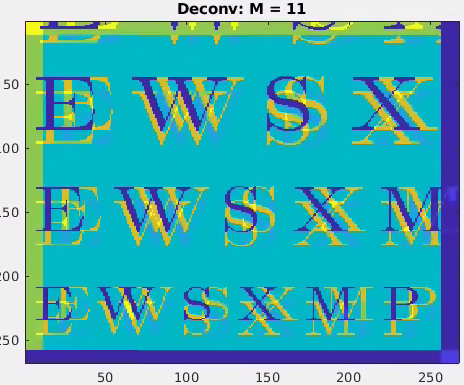 Deconv: M = 11
50
E W S X
100
E W S X M
150
200
E W S X M P
250
50 100 150 200 250